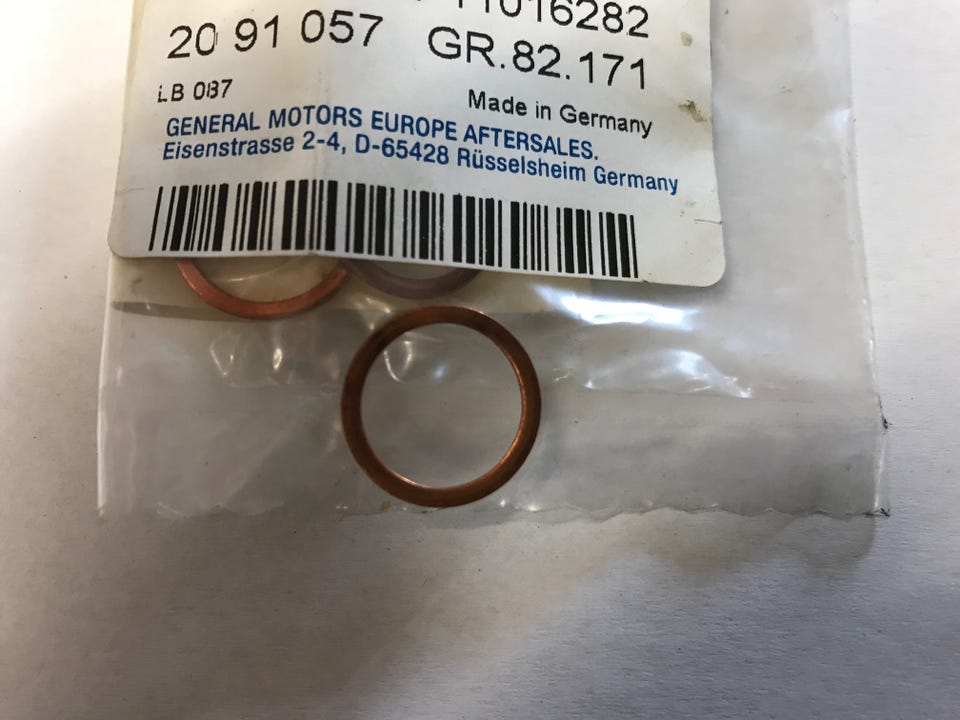 11016282
20 91 057 GR.82.171
LB 087
Made in Germany
GENERAL MOTORS EUROPE AFTERSALES.
Eisenstrasse 2-4, D-65428 Rüsselsheim Germany